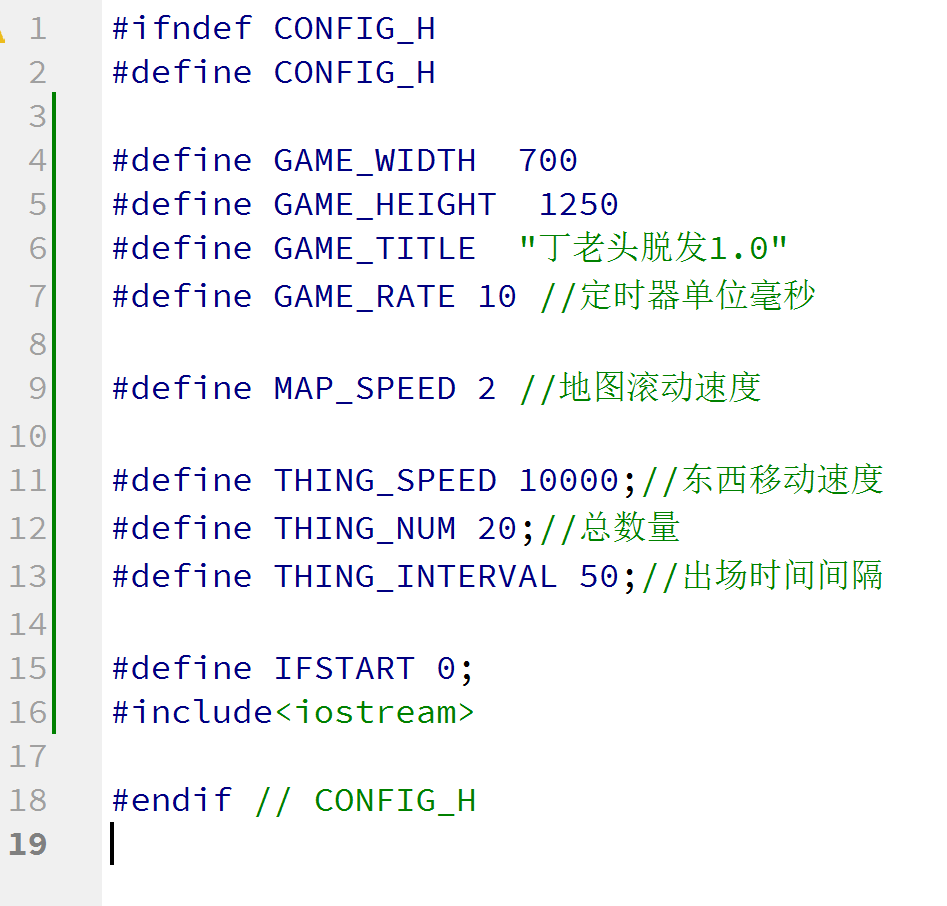 1 #ifndef CONFIG_H
2 #define CONFIG_H
3
4 #define GAME_WIDTH  700
5 #define GAME_HEIGHT  1250
6 #define GAME_TITLE  "丁老头脱发1.0"
7 #define GAME_RATE 10 //定时器单位毫秒
8
9 #define MAP_SPEED 2 //地图滚动速度
10
11 #define THING_SPEED 10000;//东西移动速度
12 #define THING_NUM 20;//总数量
13 #define THING_INTERVAL 50;//出场时间间隔
14
15 #define IFSTART 0;
16 #include<iostream>
17
18 #endif // CONFIG_H
19